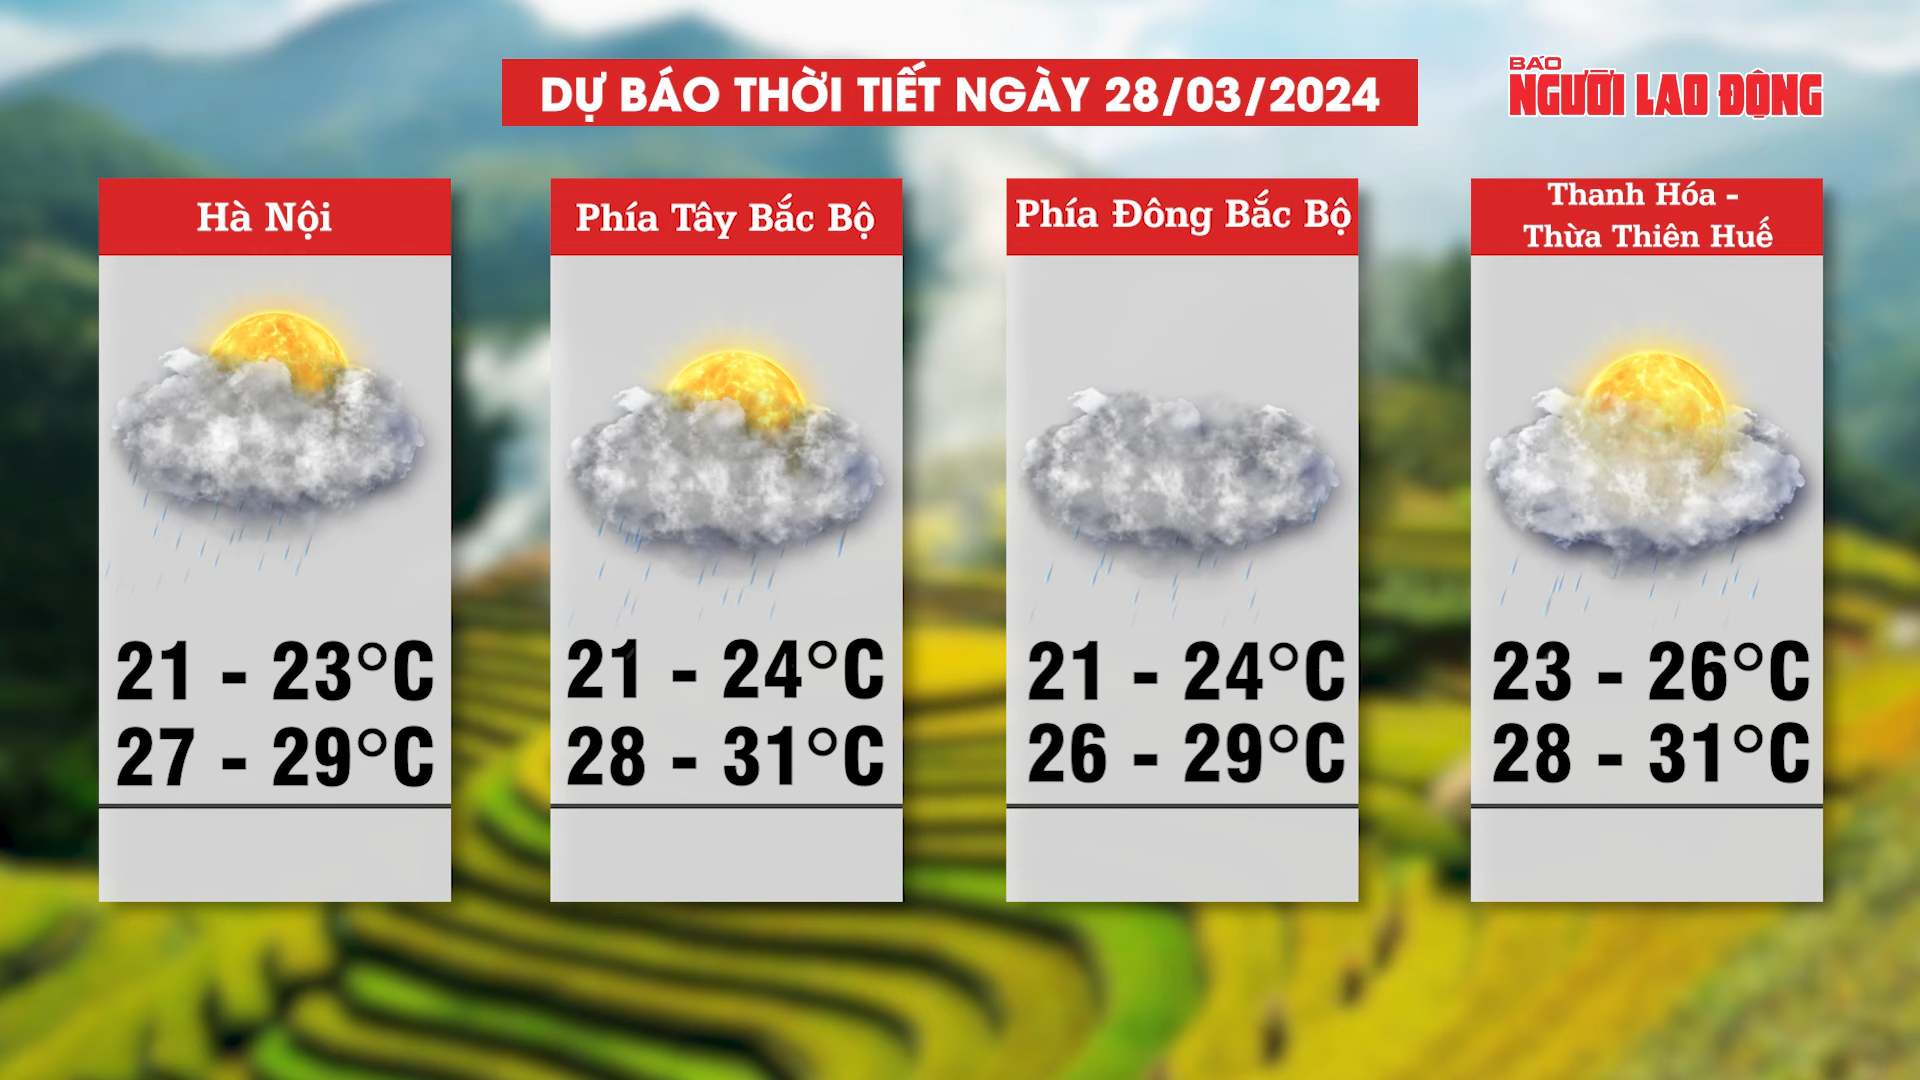 DỰ BÁO THỜI TIẾT NGÀY 28/03/2024
BÁO
NGƯỜI LAO ĐỘNG
Hà Nội
21 - 23°C
27 - 29°C
Phía Tây Bắc Bộ
21 - 24°C
28 - 31°C
Phía Đông Bắc Bộ
21 - 24°C
26 - 29°C
Thanh Hóa -
Thừa Thiên Huế
23 - 26°C
28 - 31°C